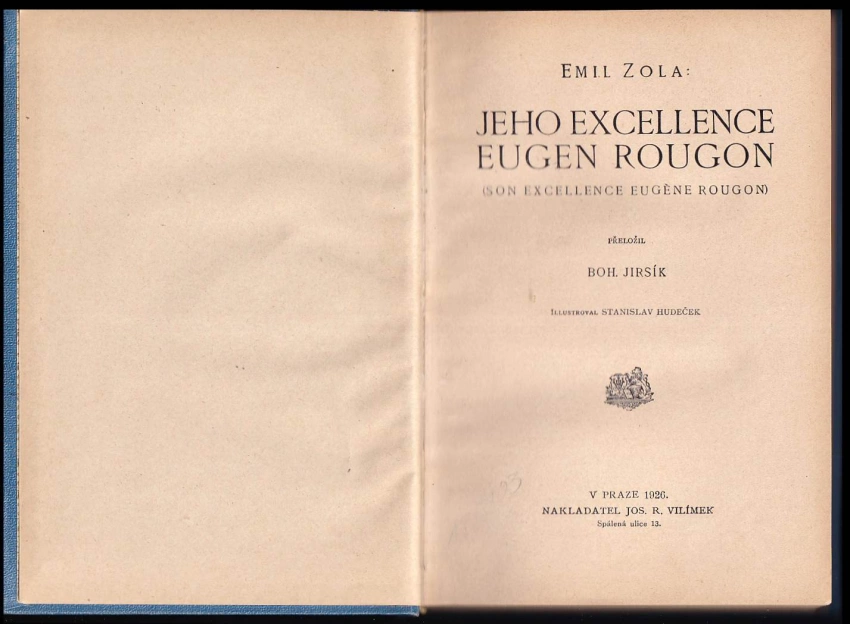 EMIL ZOLA:
JEHO EXCELLENCE
EUGEN ROUGON
(SON EXCELLENCE EUGÈNE ROUGON)
PŘELOŽIL
BOH. JIRSÍK
ILLUSTROVAL STANISLAV HUDEČEK
V PRAZE 1926.
NAKLADATEL JOS. R. VILÍMEK
Spálená ulice 13.